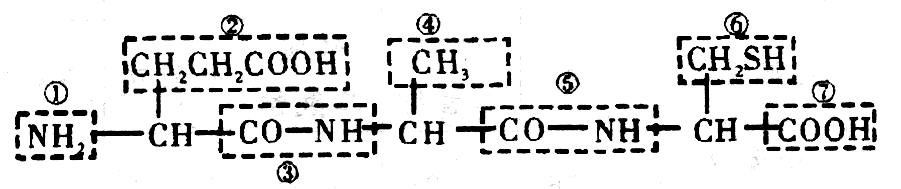 ② ④ ⑥
CH₂CH₂COOH CH₃ CH₂SH
① ⑤ ⑦
NH₂—CH—CO—NH—CH—CO—NH—CH—COOH
③